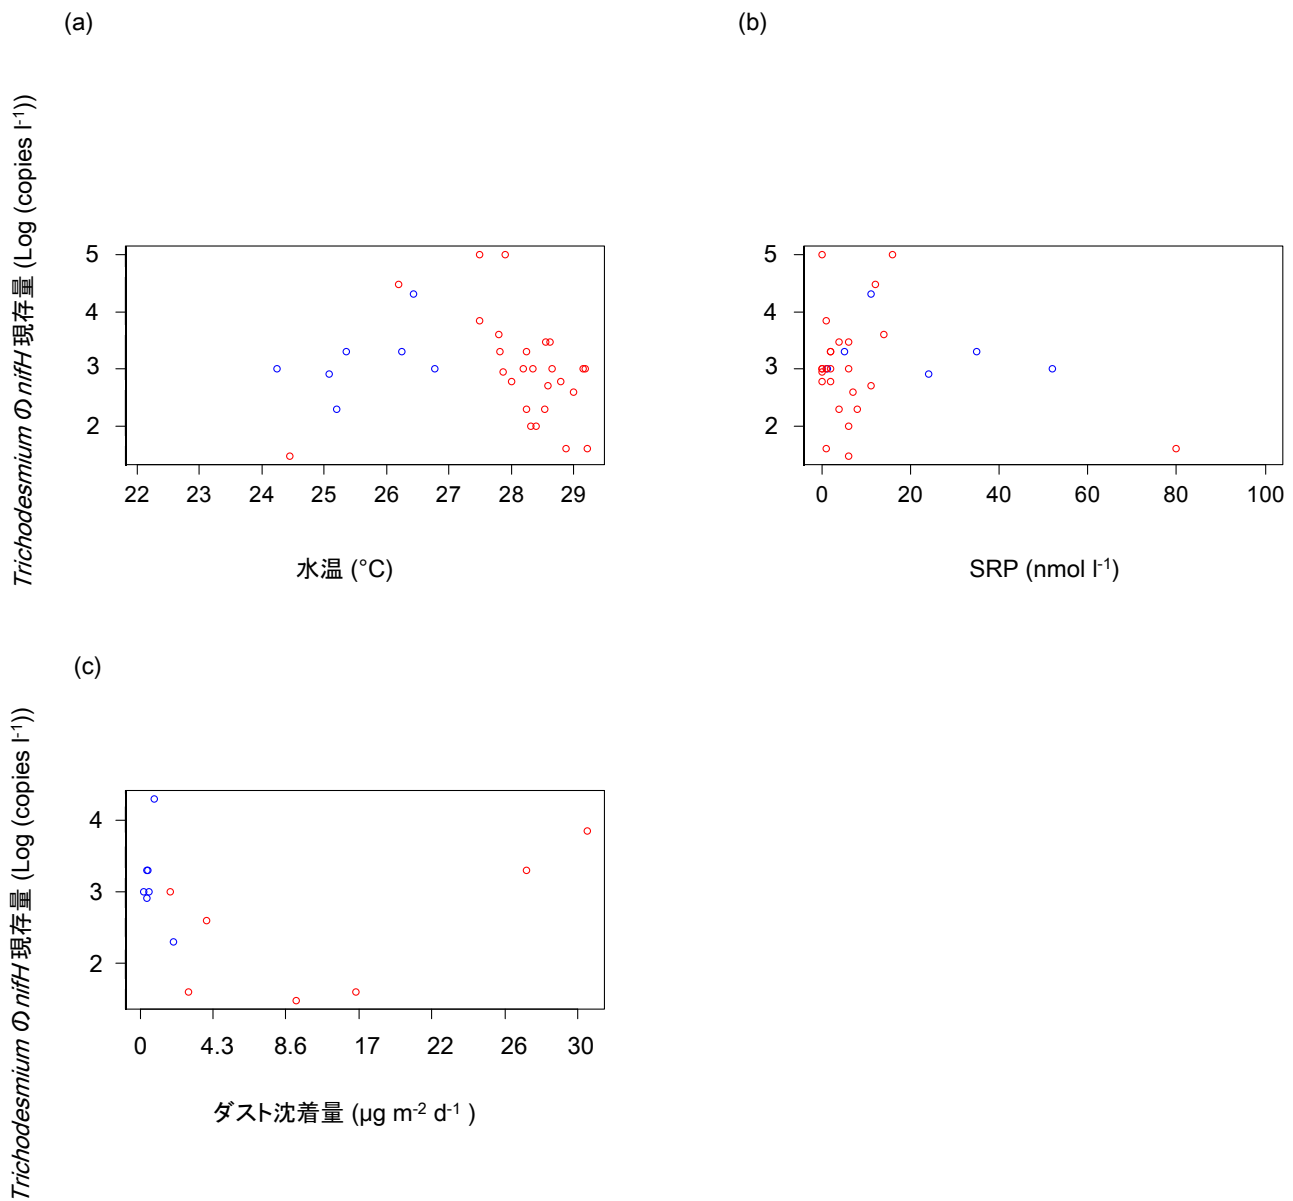 (a)
(b)
Trichodesmium の nifH 現存量 (Log (copies l-1))
5
4
3
2
22 23 24 25 26 27 28 29
水温 (°C)
5
4
3
2
0 20 40 60 80 100
SRP (nmol l-1)
(c)
Trichodesmium の nifH 現存量 (Log (copies l-1))
4
3
2
0 4.3 8.6 17 22 26 30
ダスト沈着量 (μg m-2 d-1 )